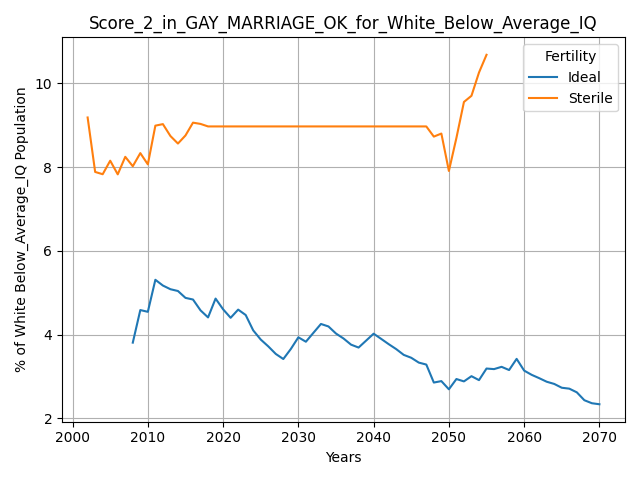 Score_2_in_GAY_MARRIAGE_OK_for_White_Below_Average_IQ
% of White Below_Average_IQ Population
10
8
6
4
2
Fertility
Ideal
Sterile
2000 2010 2020 2030 2040 2050 2060 2070
Years